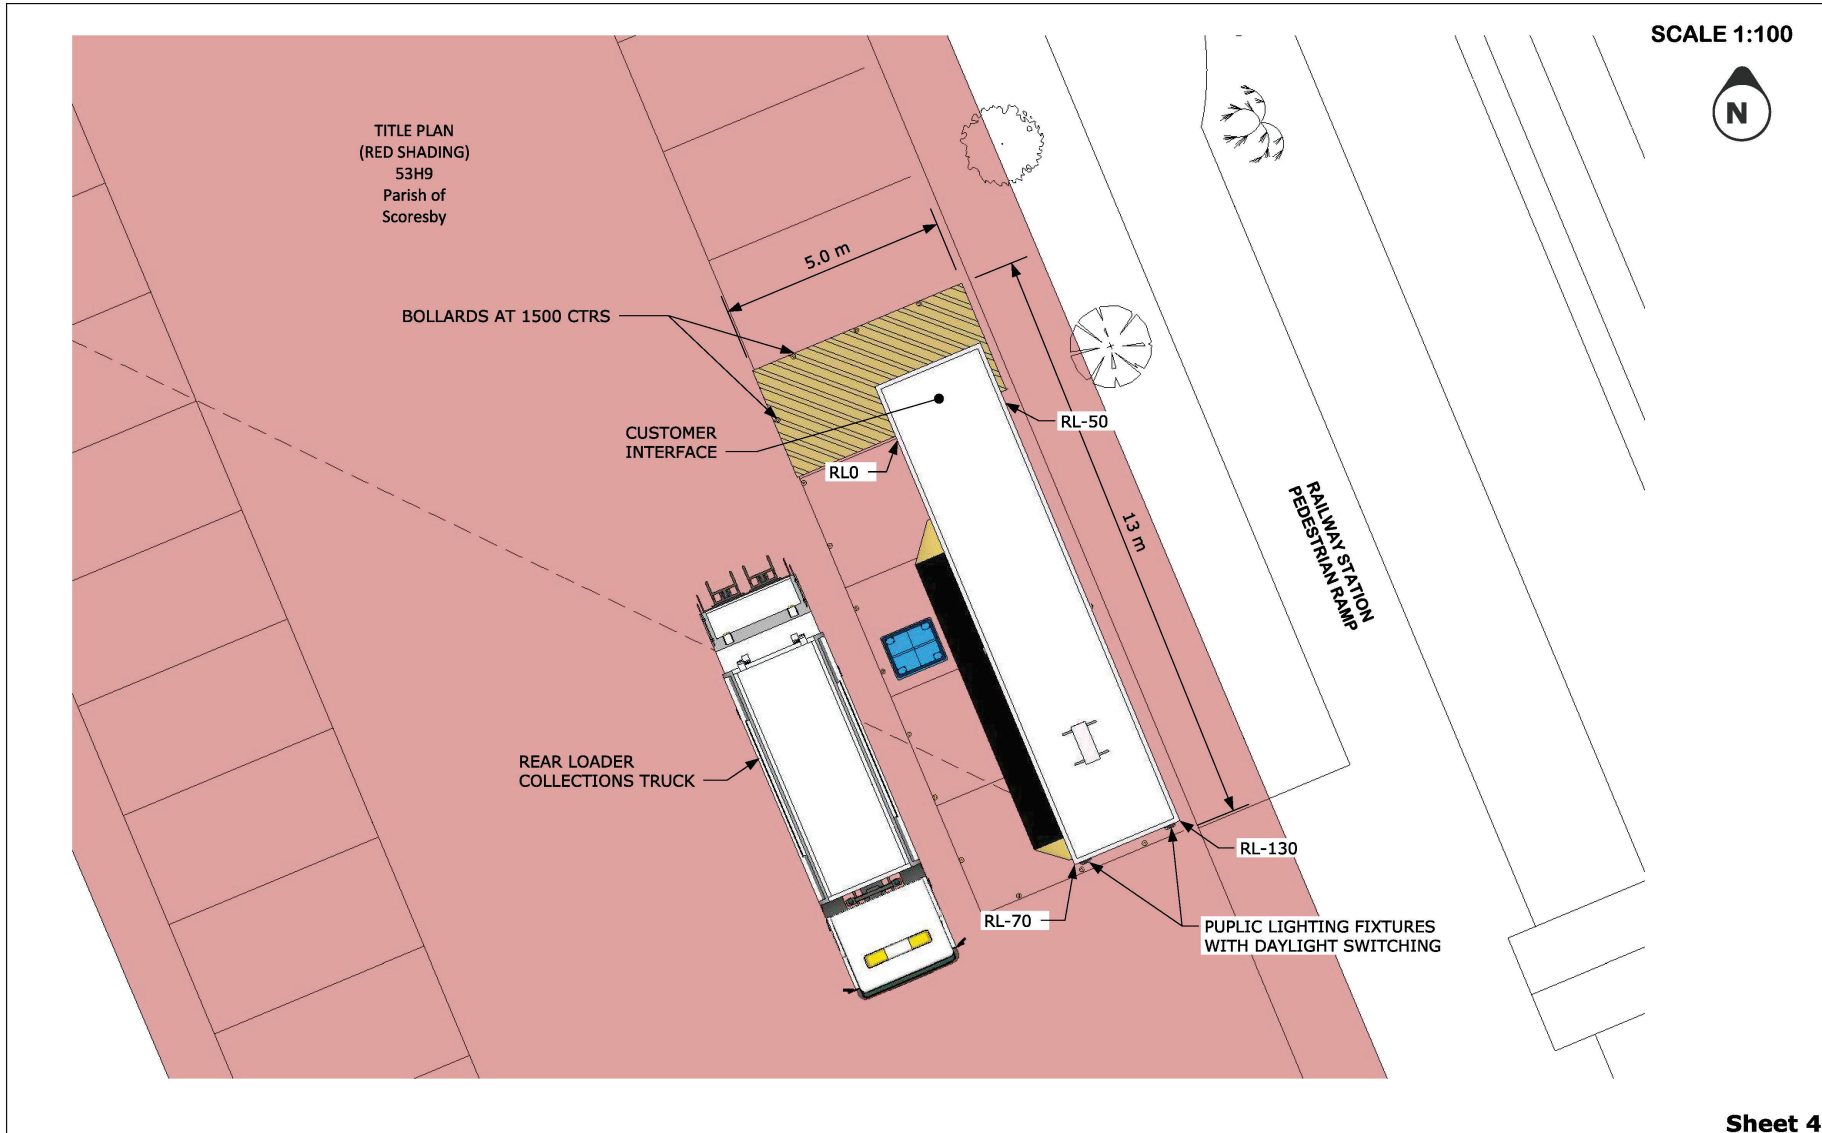 SCALE 1:100
N
TITLE PLAN
(RED SHADING)
53H9
Parish of
Scoresby
5.0 m
BOLLARDS AT 1500 CTRS
CUSTOMER
INTERFACE
RL-50
RL0
13 m
RAILWAY STATION
PEDESTRIAN RAMP
REAR LOADER
COLLECTIONS TRUCK
RL-130
RL-70
PUPLIC LIGHTING FIXTURES
WITH DAYLIGHT SWITCHING
Sheet 4